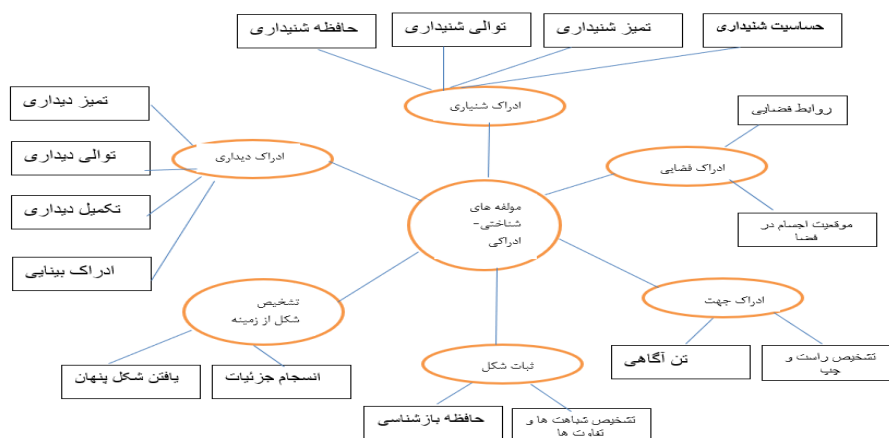 حساسیت شنیداری
تمیز شنیداری
توالی شنیداری
حافظه شنیداری
ادراک شنیاری
تمیز دیداری
توالی دیداری
تکمیل دیداری
ادراک بینایی
ادراک دیداری
روابط فضایی
ادراک فضایی
موقعیت اجسام در
فضا
مولفه های
شناختی-
ادراکی
ادراک جهت
تشخیص راست و
چپ
تن آگاهی
تشخیص
شکل از زمینه
انسجام جزئیات
یافتن شکل پنهان
ثبات شکل
تشخیص شباهت ها و
تفاوت ها
حافظه بازشناسی